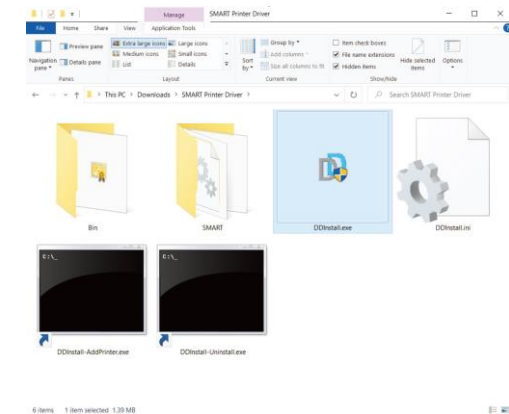 Manage SMART Printer Driver
File Home Share View Application Tools
Navigation pane Preview pane Details pane
Extra large icons Large icons
Medium icons Small icons
List Details
Sort by
Group by
Add columns
Size all columns to fit
Item check boxes
File name extensions
Hidden items
Hide selected items
Options
Panes Layout Current view Show/hide
This PC > Downloads > SMART Printer Driver >
Search SMART Printer Driver
Bin SMART DDInstall.exe DDInstall.ini
C:\_ C:\_
DDInstall-AddPrinter.exe DDInstall-Uninstall.exe
6 items 1 item selected 1.39 MB